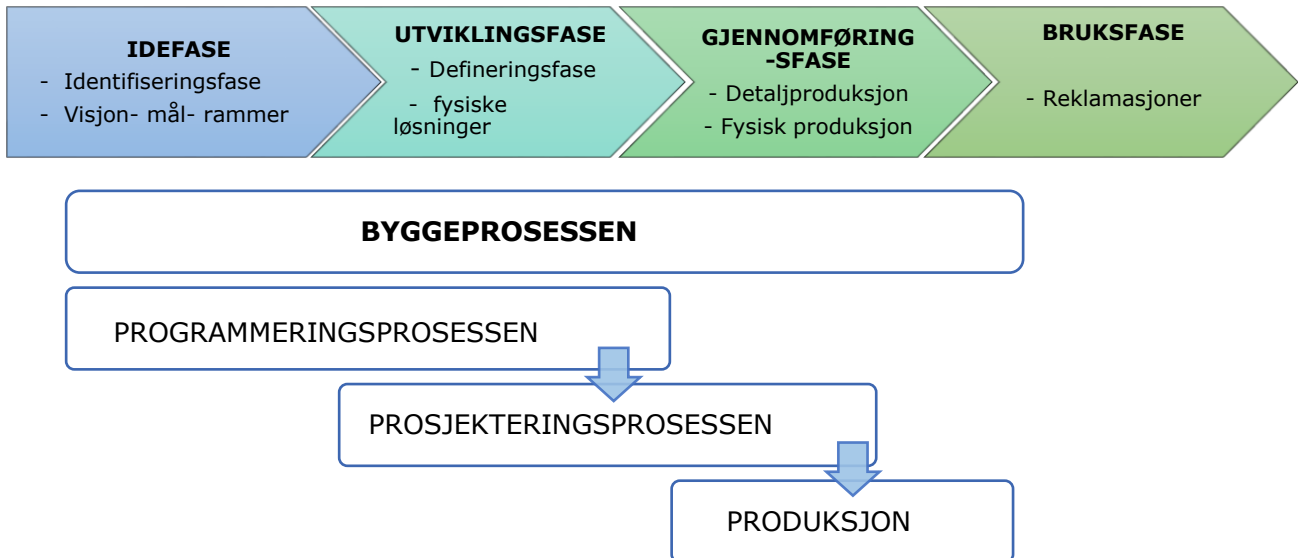 IDEFASE
- Identifiseringsfase
- Visjon- mål- rammer
UTVIKLINGSFASE
- Defineringsfase
- fysiske
løsninger
GJENNOMFØRING
-SFASE
- Detaljproduksjon
- Fysisk produksjon
BRUKSFASE
- Reklamasjoner
BYGGEPROSESSEN
PROGRAMMERINGSPROSESSEN
PROSJEKTERINGSPROSESSEN
PRODUKSJON